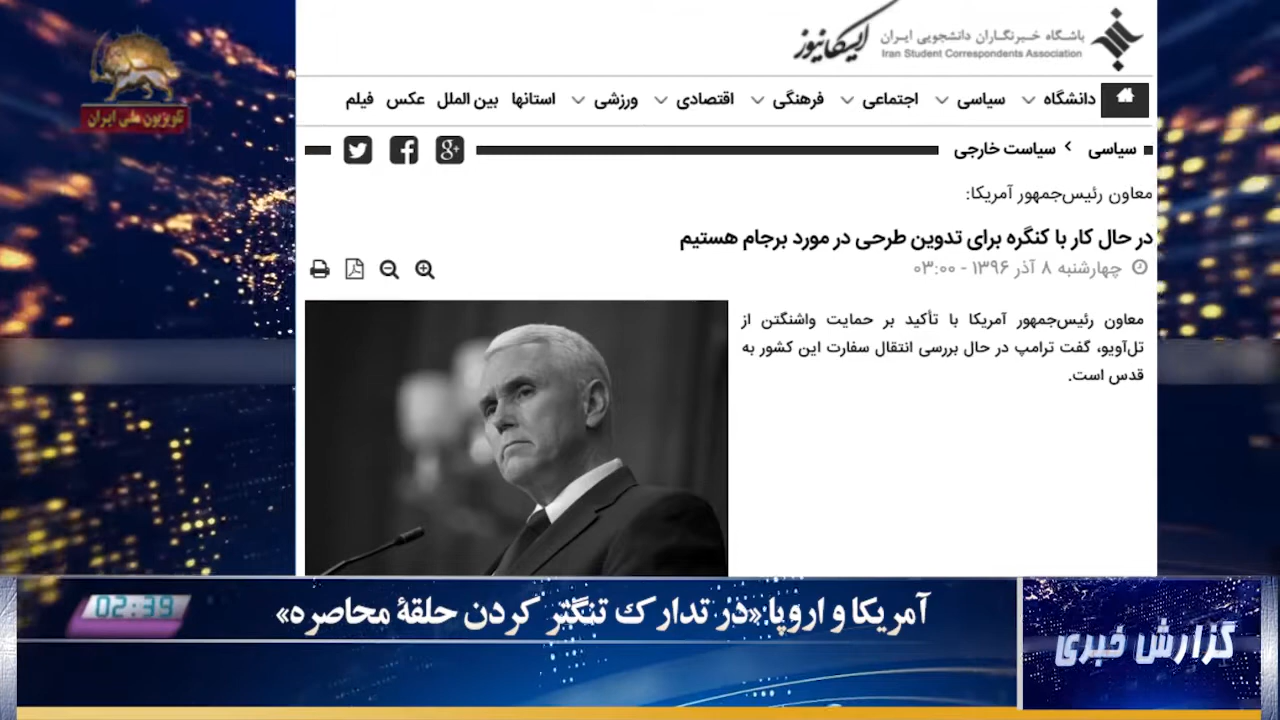 تلویزیون ملی ایران
ایسکانیوز
باشگاه خبرنگاران دانشجویی ایران
Iran Student Correspondents Association
دانشگاه سیاسی اجتماعی فرهنگی اقتصادی ورزشی استانها بین الملل عکس فیلم
سیاسی › سیاست خارجی
معاون رئیس‌جمهور آمریکا:
در حال کار با کنگره برای تدوین طرحی در مورد برجام هستیم
چهارشنبه ۸ آذر ۱۳۹۶ - ۰۳:۰۰
معاون رئیس‌جمهور آمریکا با تأکید بر حمایت واشنگتن از
تل‌آویو، گفت ترامپ در حال بررسی انتقال سفارت این کشور به
قدس است.
آمریکا و اروپا «در تدارک تنگتر کردن حلقهٔ محاصره»
02:39
گزارش خبری